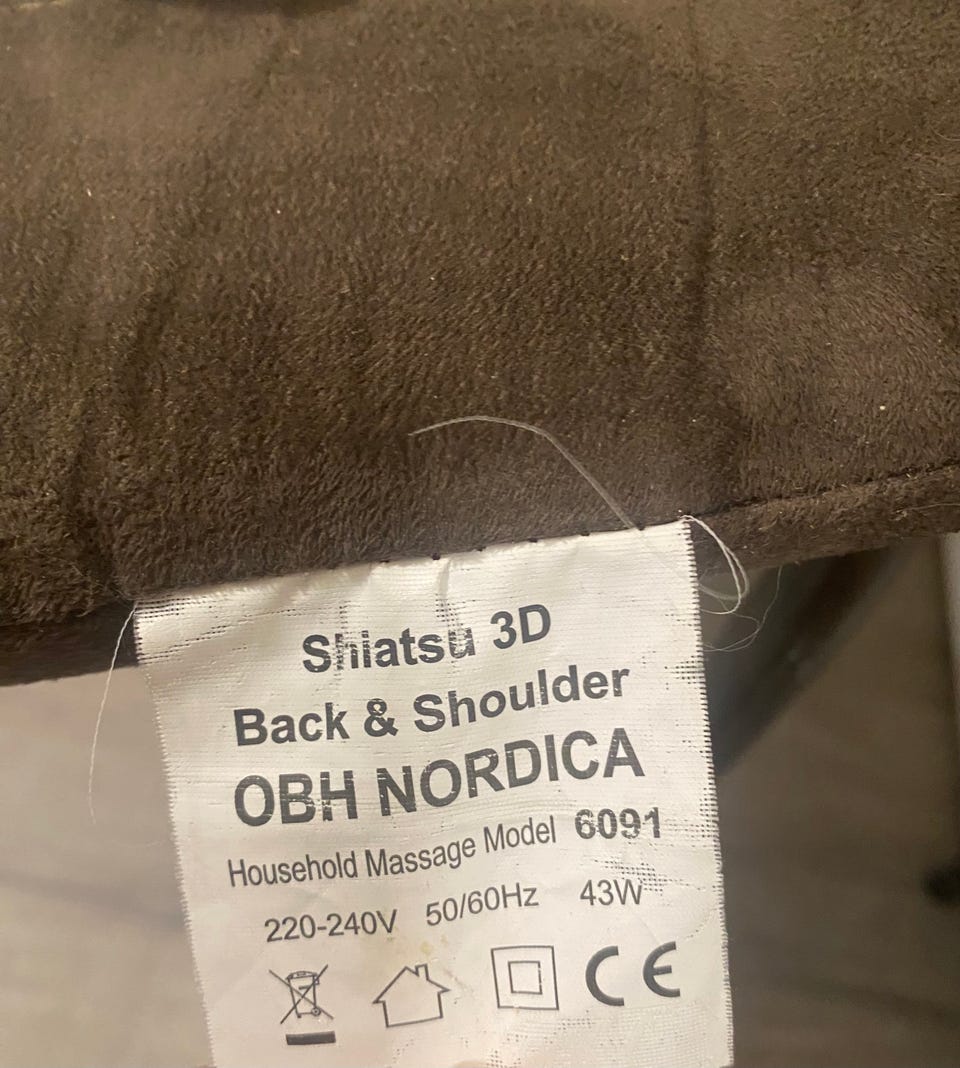 Shiatsu 3D
Back & Shoulder
OBH NORDICA
Household Massage Model 6091
220-240V 50/60Hz 43W
CE